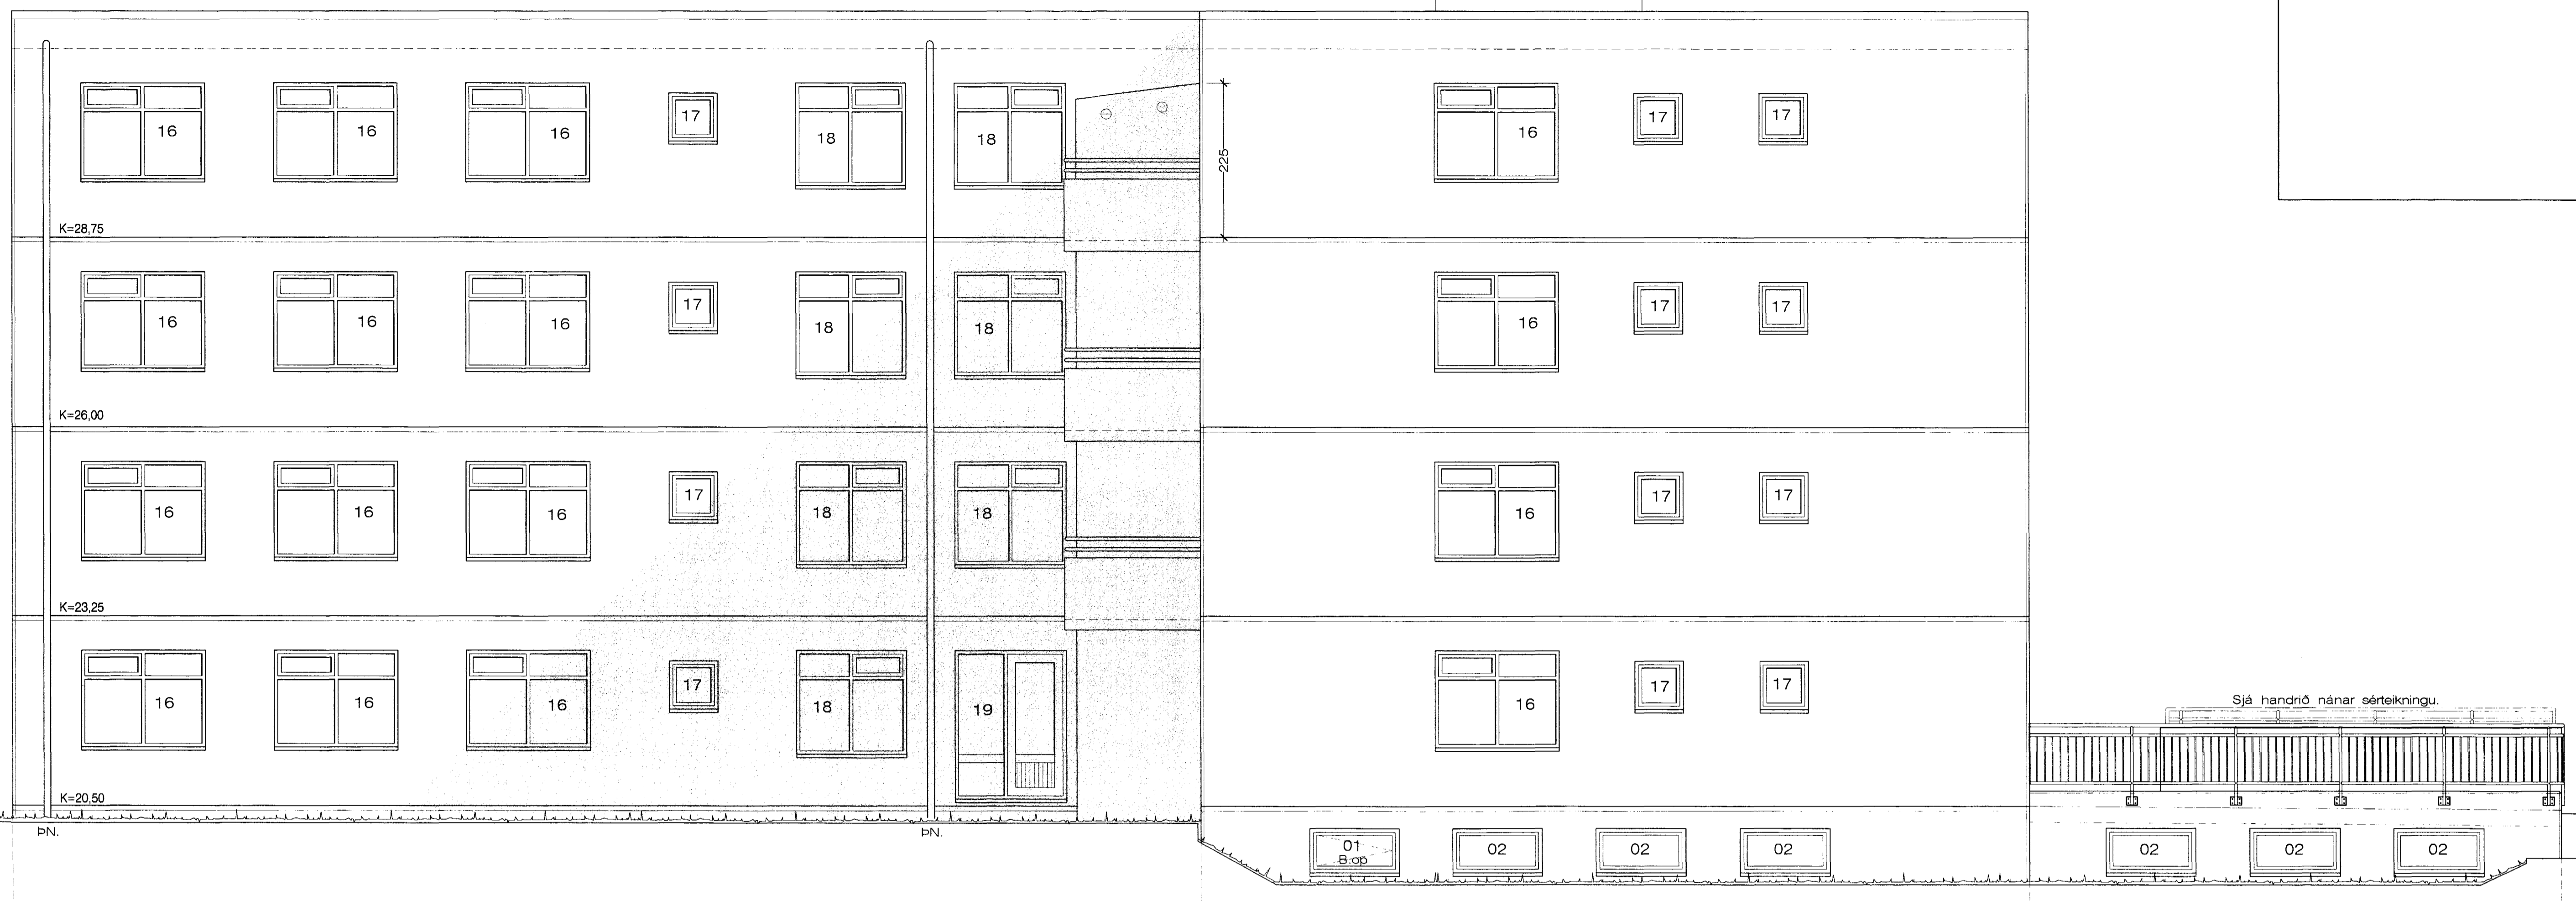 16 16 16 17 18 18 16 17 17
225
K=28,75
16 16 16 17 18 18 16 17 17
K=26,00
16 16 16 17 18 18 16 17 17
K=23,25
16 16 16 17 18 19 16 17 17
Sjá handrið nánar sérteikningu.
K=20,50
ÞN. ÞN.
01 02 02 02 02 02 02
B.op